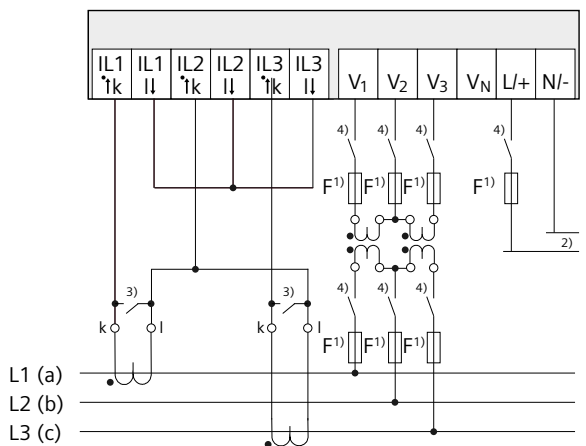 IL1 IL1 IL2 IL2 IL3 IL3
k l k l k l V1 V2 V3 VN L/+ N/-
4) 4) 4) 4)
F1) F1) F1) F1)
2)
4) 4) 4)
3) 3)
k l k l
F1) F1) F1)
L1 (a)
L2 (b)
L3 (c)